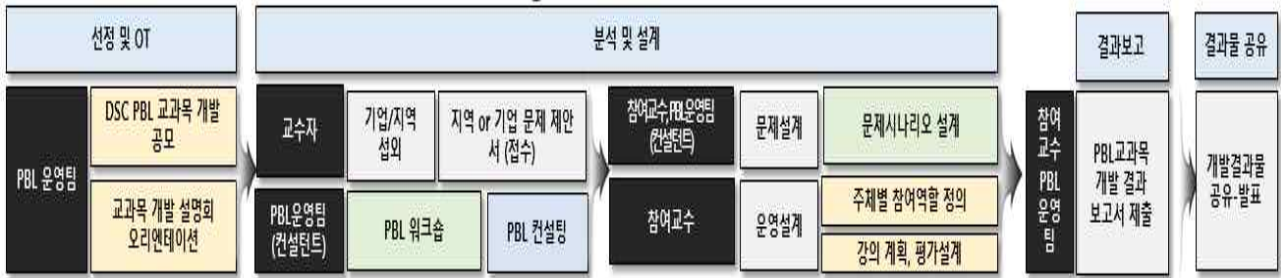 선정 및 OT
분석 및 설계
결과보고
결과물 공유
PBL 운영팀
DSC PBL 교과목 개발
공모
교과목 개발 설명회
오리엔테이션
교수자
기업/지역
섭외
지역 or 기업 문제 제안
서 (접수)
PBL운영팀
(컨설턴트)
PBL 워크숍
PBL 컨설팅
참여교수,PBL운영팀
(컨설턴트)
문제설계
문제시나리오 설계
참여교수
운영설계
주체별 참여역할 정의
강의 계획, 평가설계
참여
교수
PBL
운영
팀
PBL교과목
개발 결과
보고서 제출
개발결과물
공유-발표